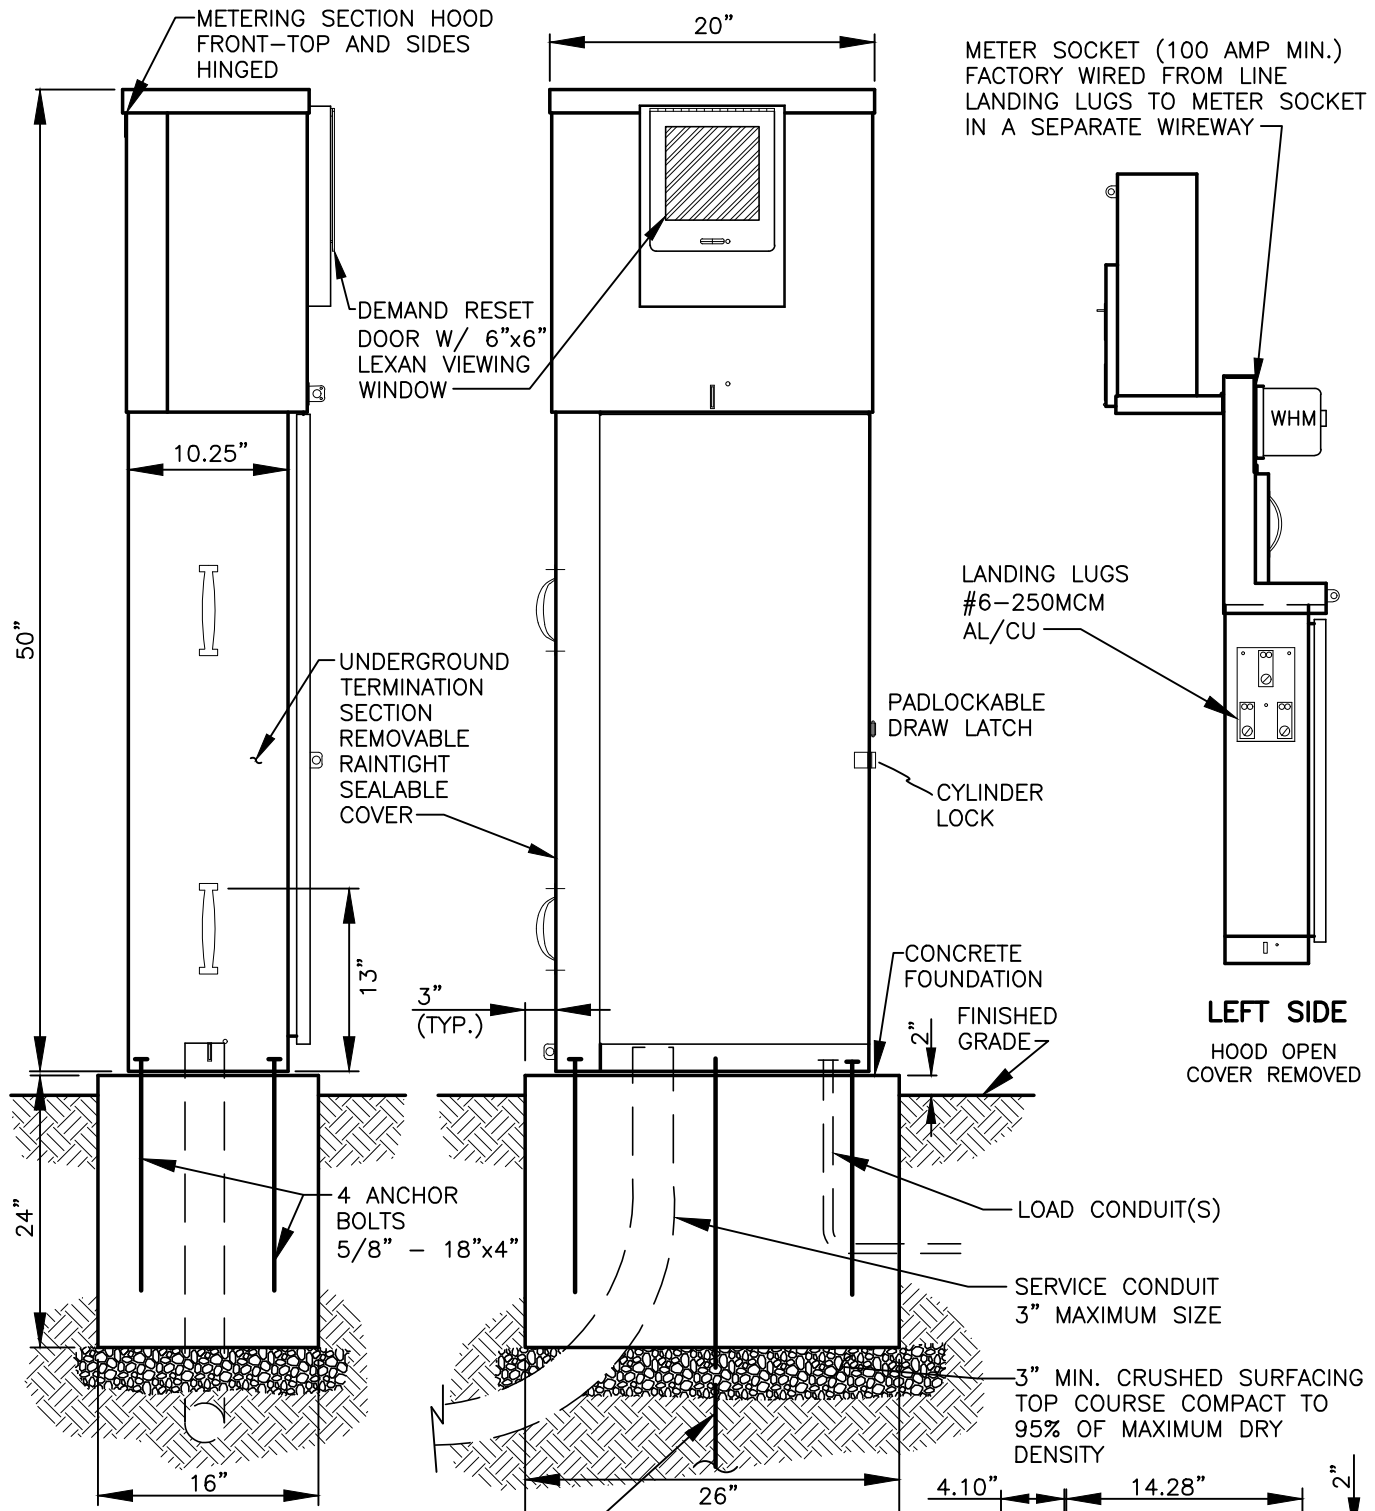 METERING SECTION HOOD
FRONT-TOP AND SIDES
HINGED
20"
METER SOCKET (100 AMP MIN.)
FACTORY WIRED FROM LINE
LANDING LUGS TO METER SOCKET
IN A SEPARATE WIREWAY
DEMAND RESET
DOOR W/ 6"x6"
LEXAN VIEWING
WINDOW
WHM
10.25"
50"
LANDING LUGS
#6-250MCM
AL/CU
UNDERGROUND
TERMINATION
SECTION
REMOVABLE
RAINTIGHT
SEALABLE
COVER
PADLOCKABLE
DRAW LATCH
CYLINDER
LOCK
13"
3"
(TYP.)
CONCRETE
FOUNDATION
FINISHED
GRADE
2"
LEFT SIDE
HOOD OPEN
COVER REMOVED
24"
4 ANCHOR
BOLTS
5/8" - 18"x4"
LOAD CONDUIT(S)
SERVICE CONDUIT
3" MAXIMUM SIZE
3" MIN. CRUSHED SURFACING
TOP COURSE COMPACT TO
95% OF MAXIMUM DRY
DENSITY
16"
26"
4.10"
14.28"
2"